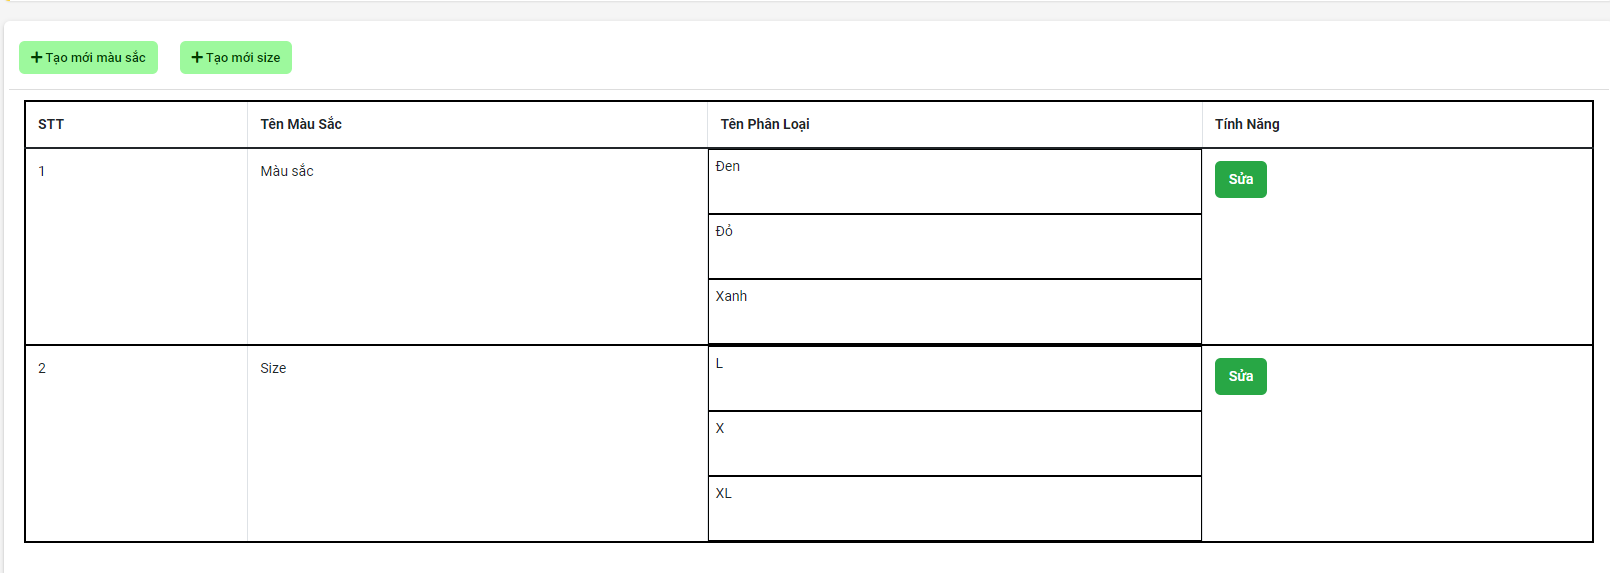 Tạo mới màu sắc
Tạo mới size
STT Tên Màu Sắc Tên Phân Loại Tính Năng
1 Màu sắc Đen Sửa
Đỏ
Xanh
2 Size L Sửa
X
XL